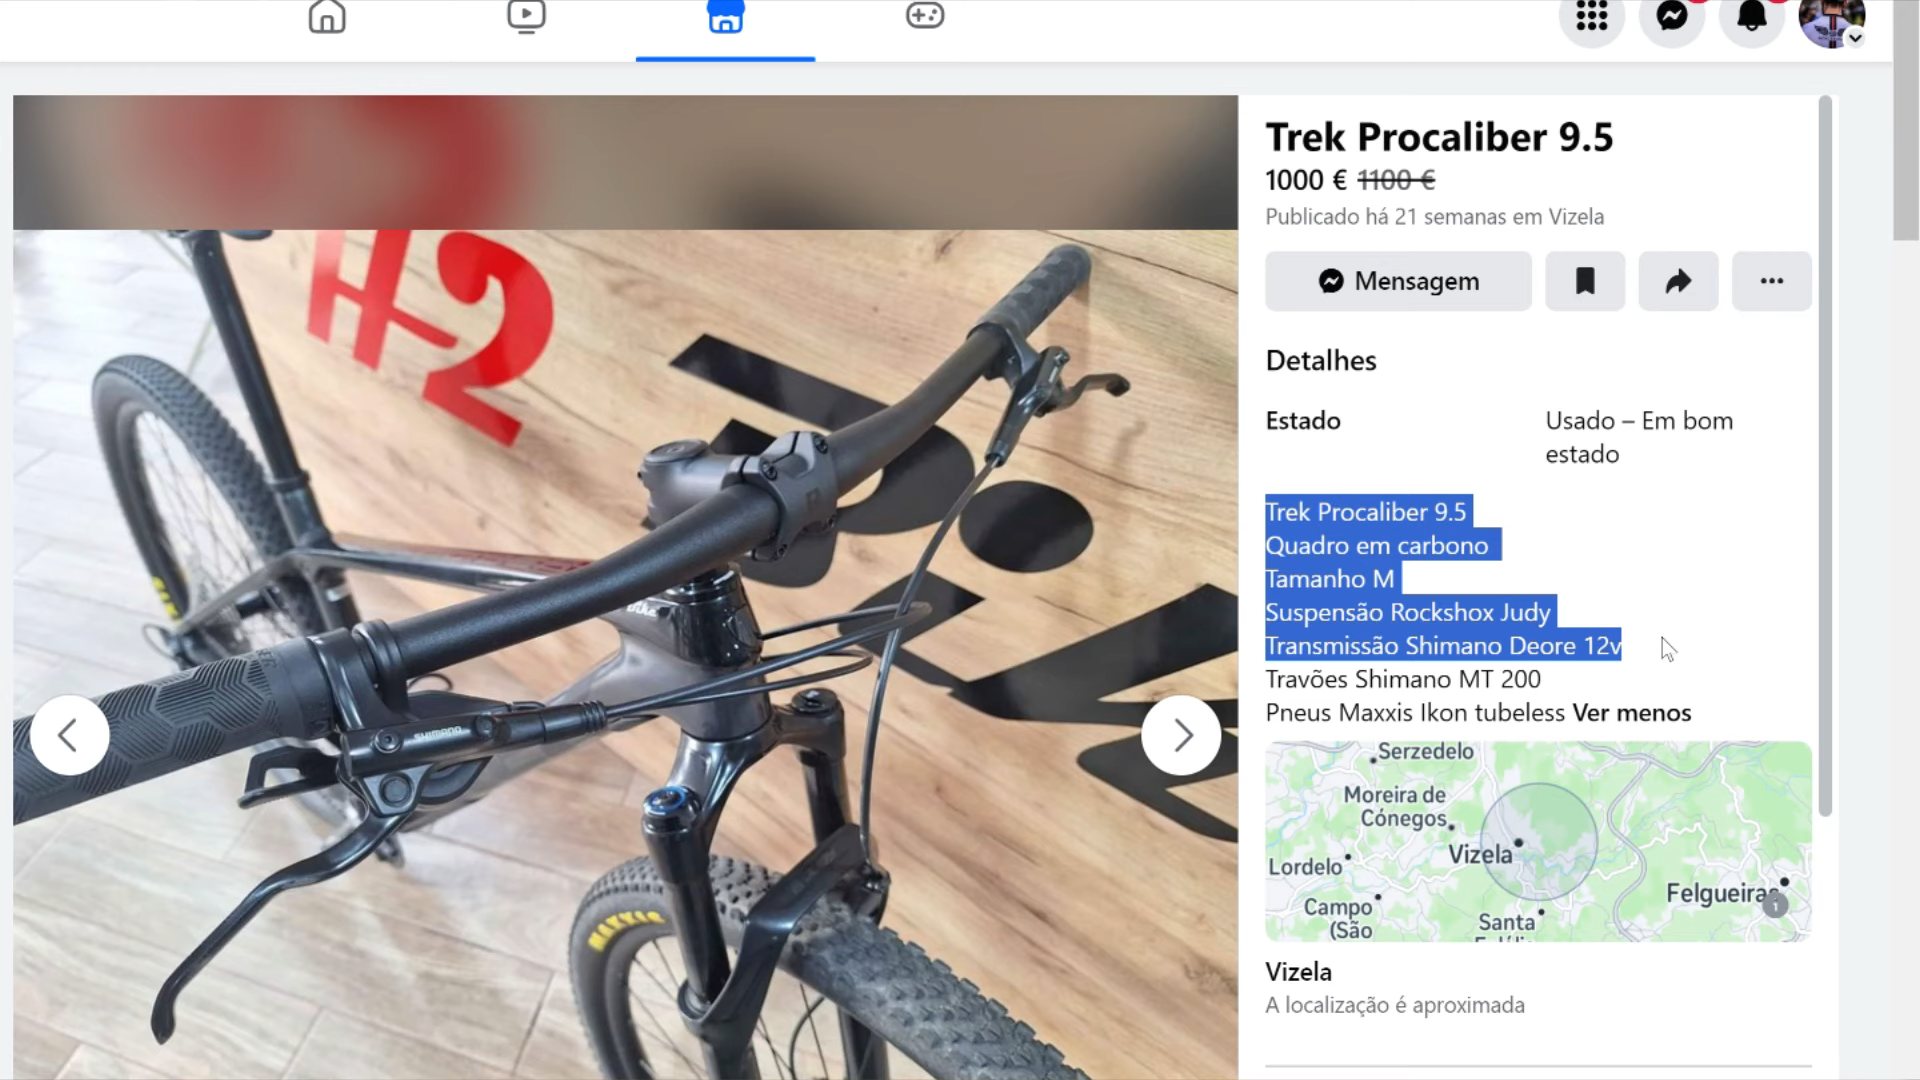 Trek Procaliber 9.5
1000 € 1100 €
Publicado há 21 semanas em Vizela
Mensagem
Detalhes
Estado
Usado – Em bom
estado
Trek Procaliber 9.5
Quadro em carbono
Tamanho M
Suspensão Rockshox Judy
Transmissão Shimano Deore 12v
Travões Shimano MT 200
Pneus Maxxis Ikon tubeless Ver menos
Serzedelo
Moreira de
Cónegos
Vizela
Lordelo
Felgueiras
Campo
(São
Santa
Vizela
A localização é aproximada
H2
SHIMANO
MAXXIS